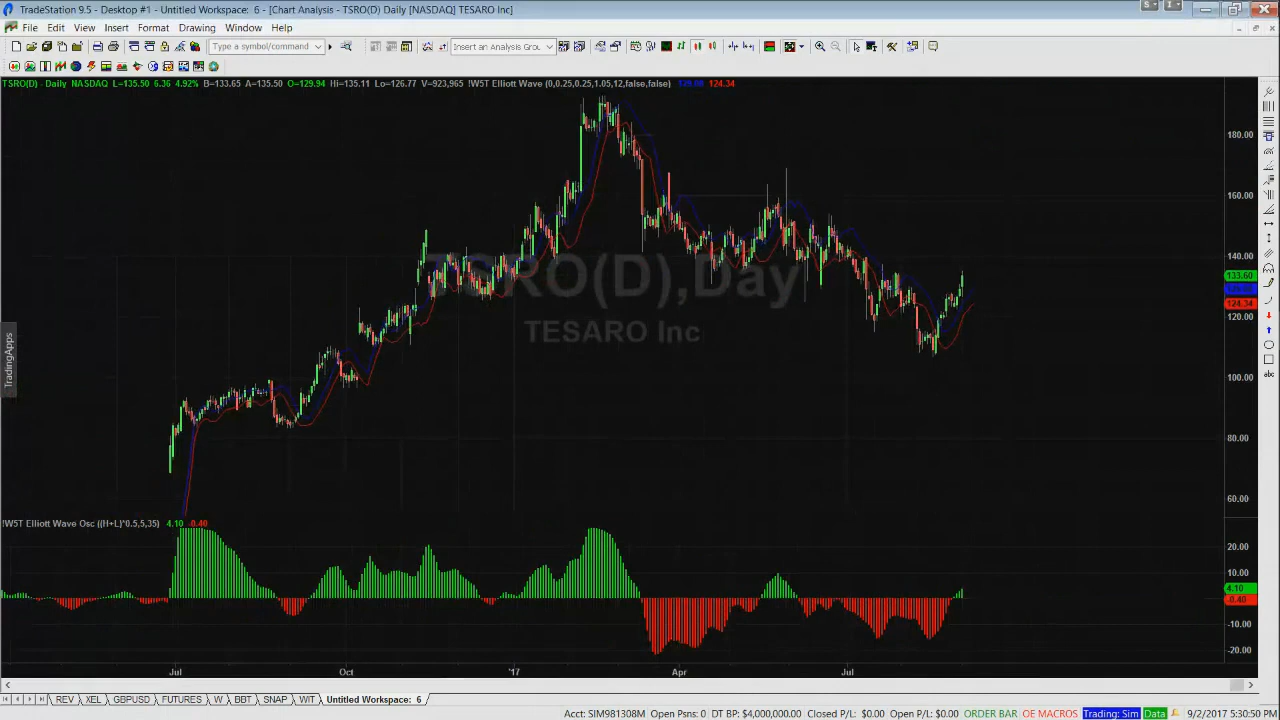 TradeStation 9.5 - Desktop #1 - Untitled Workspace: 6 - [Chart Analysis - TSRO(D) Daily [NASDAQ] TESARO Inc]
File Edit View Insert Format Drawing Window Help
Type a symbol/command
Insert an Analysis Group...
TSRO(D) - Daily NASDAQ L=135.50 6.36 4.92% B=133.65 A=135.50 O=129.94 Hi=135.11 Lo=126.77 V=923,965 !W5T Elliott Wave (0,0.25,0.25,1.05,12,false,false) 124.34
180.00
160.00
TSRO(D),Day
TESARO Inc
140.00
133.60
124.34
120.00
100.00
80.00
60.00
TradingApps
abc
!W5T Elliott Wave Osc ((H+L)*0.5,5,35) 4.10 -0.40
20.00
10.00
4.10
-0.40
-10.00
-20.00
Jul Oct '17 Apr Jul
REV XEL GBPUSD FUTURES W BBT SNAP WIT Untitled Workspace: 6
Acct: SIM981308M Open Psns: 0 DT BP: $4,000,000.00 Closed P/L: $0.00 Open P/L: $0.00 ORDER BAR OE MACROS Trading: Sim Data 9/2/2017 5:30:50 PM